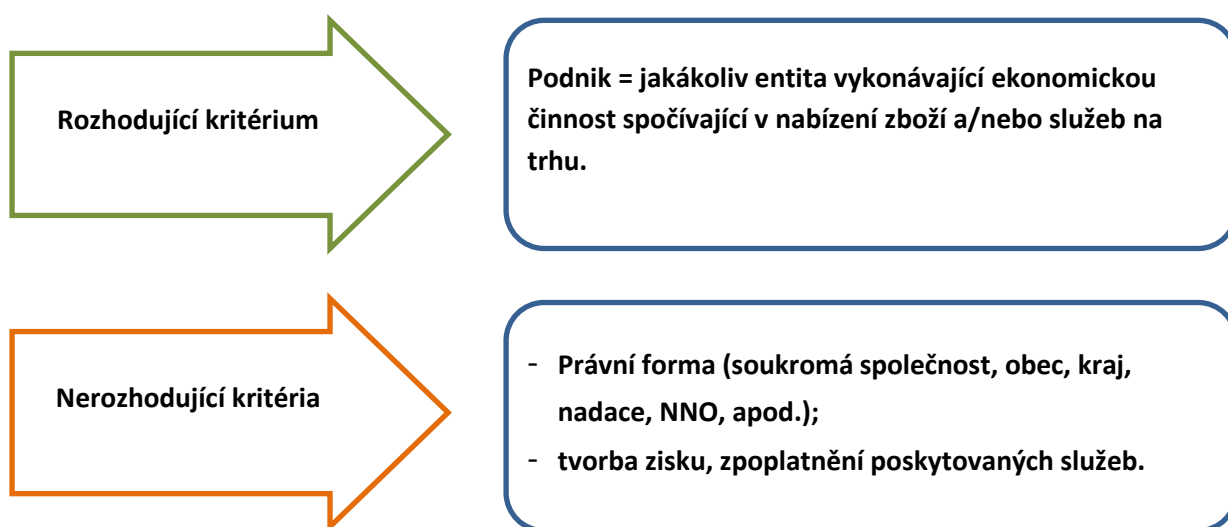 Rozhodující kritérium
Podnik = jakákoliv entita vykonávající ekonomickou
činnost spočívající v nabízení zboží a/nebo služeb na
trhu.
Nerozhodující kritéria
- Právní forma (soukromá společnost, obec, kraj,
nadace, NNO, apod.);
- tvorba zisku, zpoplatnění poskytovaných služeb.